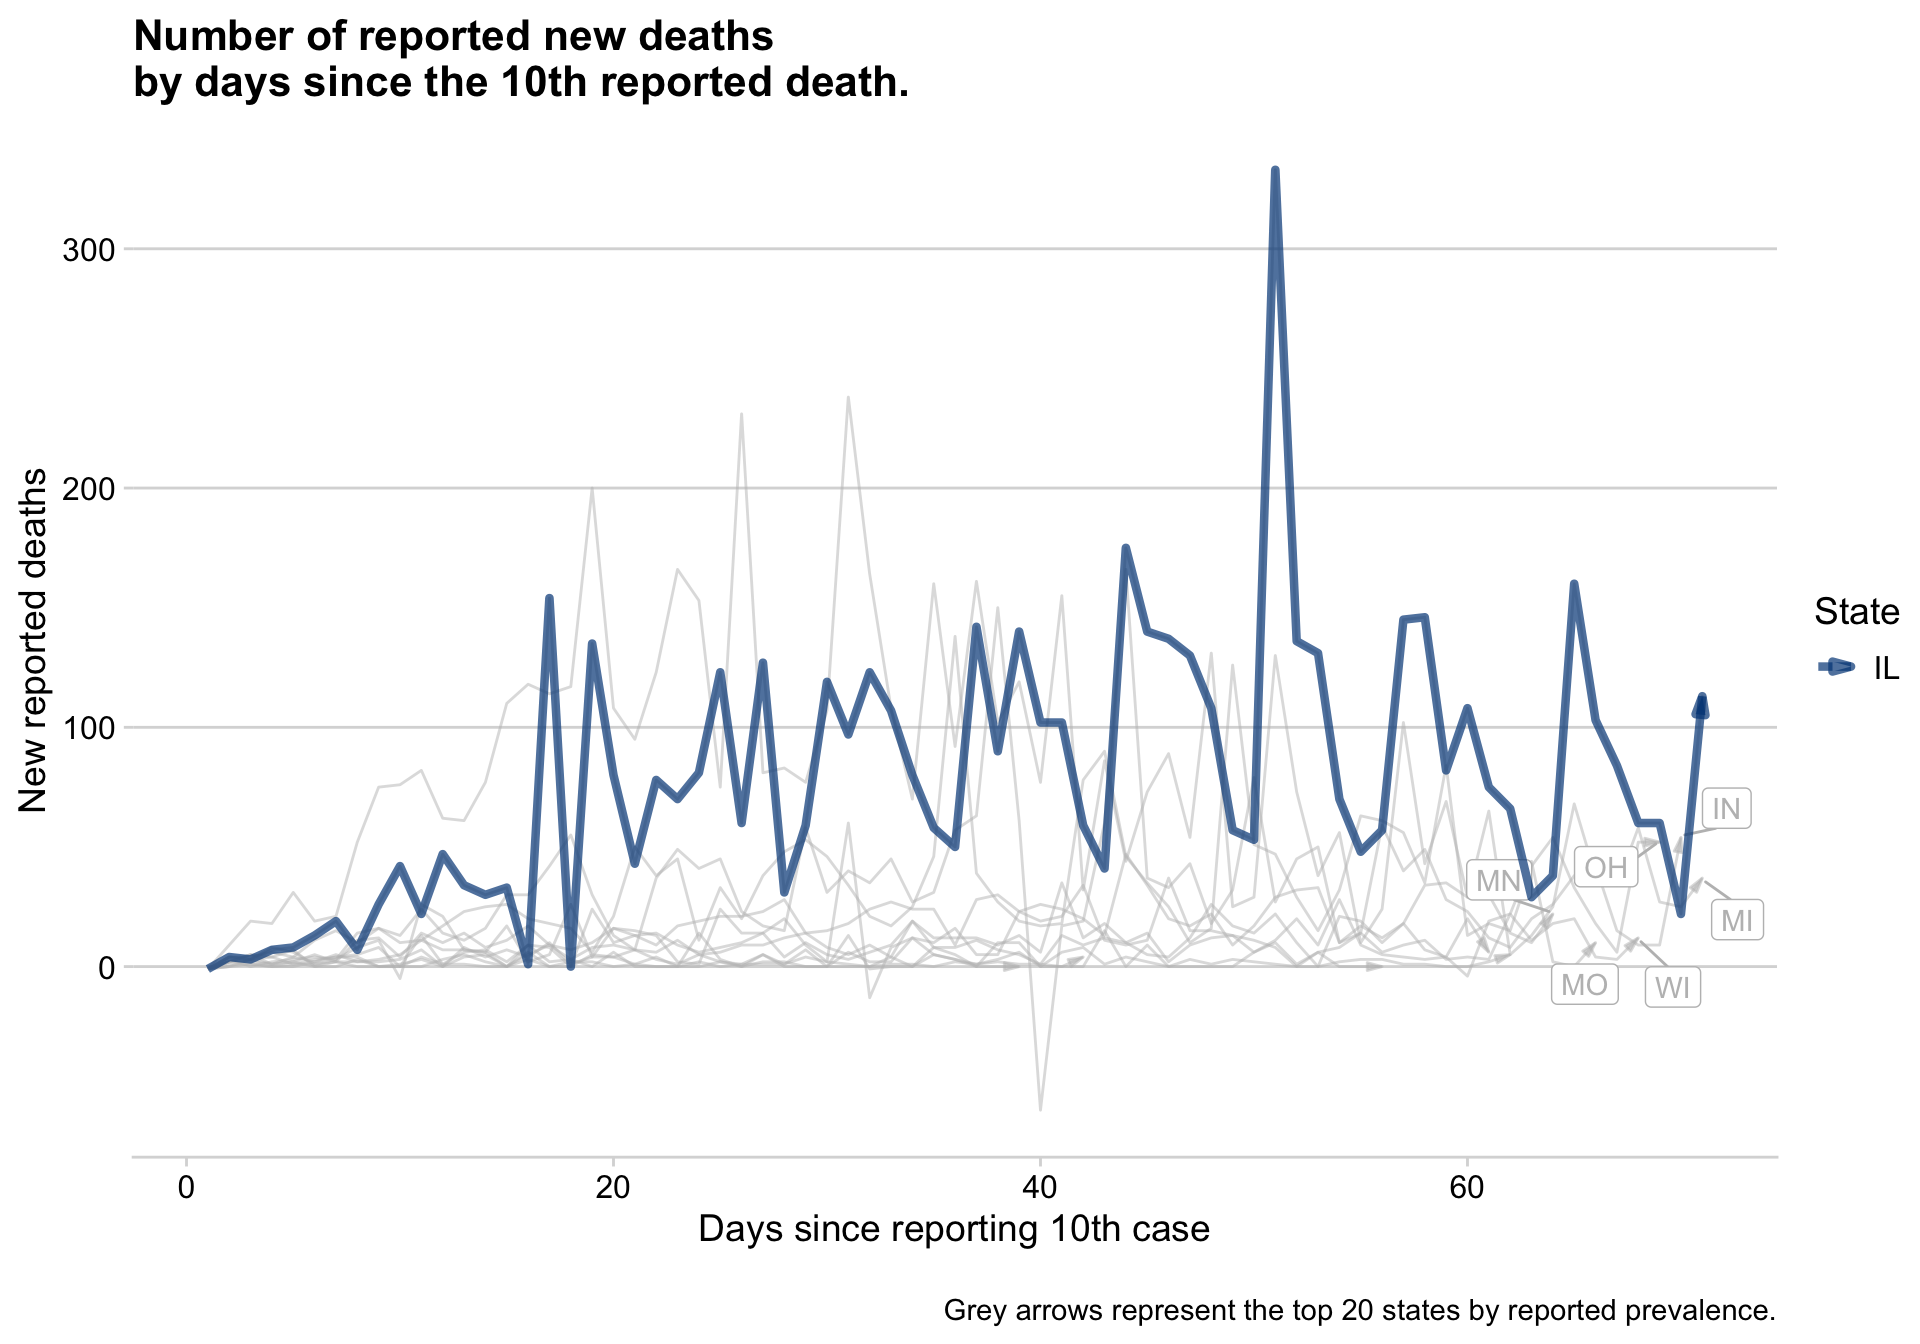 Number of reported new deaths
by days since the 10th reported death.
New reported deaths
300
200
100
0
0
20
40
60
Days since reporting 10th case
IN
OH
MN
MI
MO
WI
State
IL
Grey arrows represent the top 20 states by reported prevalence.